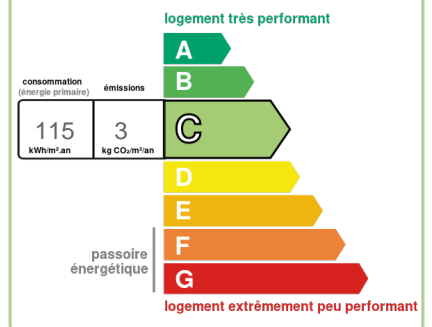 logement très performant
A
B
consommation
(énergie primaire)
émissions
115
3
kWh/m².an
kg CO₂/m²/an
C
D
E
F
passoire
énergétique
G
logement extrêmement peu performant